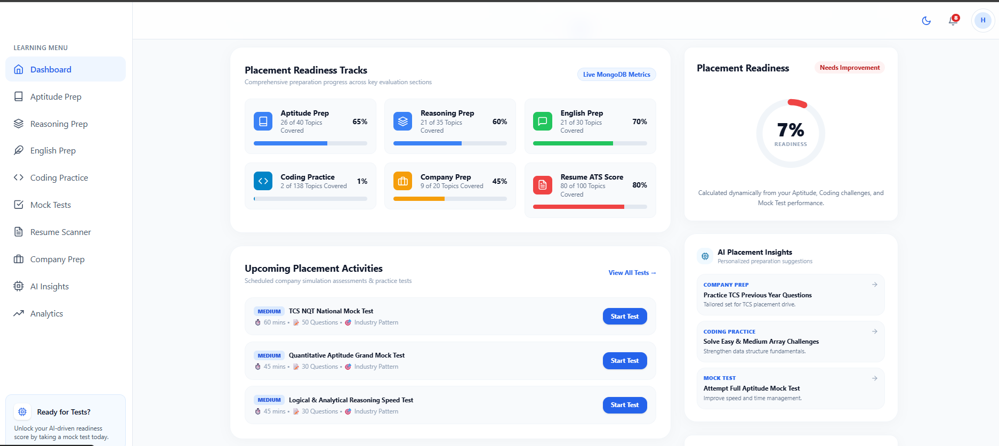 8
H
LEARNING MENU
Dashboard
Aptitude Prep
Reasoning Prep
English Prep
Coding Practice
Mock Tests
Resume Scanner
Company Prep
AI Insights
Analytics
Ready for Tests?
Unlock your AI-driven readiness
score by taking a mock test today.
Placement Readiness Tracks
Comprehensive preparation progress across key evaluation sections
Live MongoDB Metrics
Aptitude Prep
26 of 40 Topics
Covered
65%
Reasoning Prep
21 of 35 Topics
Covered
60%
English Prep
21 of 30 Topics
Covered
70%
Coding Practice
2 of 138 Topics Covered
1%
Company Prep
9 of 20 Topics Covered
45%
Resume ATS Score
80 of 100 Topics
Covered
80%
Upcoming Placement Activities
Scheduled company simulation assessments & practice tests
View All Tests →
MEDIUM TCS NQT National Mock Test
60 mins • 50 Questions • Industry Pattern
Start Test
MEDIUM Quantitative Aptitude Grand Mock Test
45 mins • 30 Questions • Industry Pattern
Start Test
MEDIUM Logical & Analytical Reasoning Speed Test
45 mins • 30 Questions • Industry Pattern
Start Test
Placement Readiness
Needs Improvement
7%
READINESS
Calculated dynamically from your Aptitude, Coding challenges, and
Mock Test performance.
AI Placement Insights
Personalized preparation suggestions
COMPANY PREP
Practice TCS Previous Year Questions
Tailored set for TCS placement drive.
CODING PRACTICE
Solve Easy & Medium Array Challenges
Strengthen data structure fundamentals.
MOCK TEST
Attempt Full Aptitude Mock Test
Improve speed and time management.